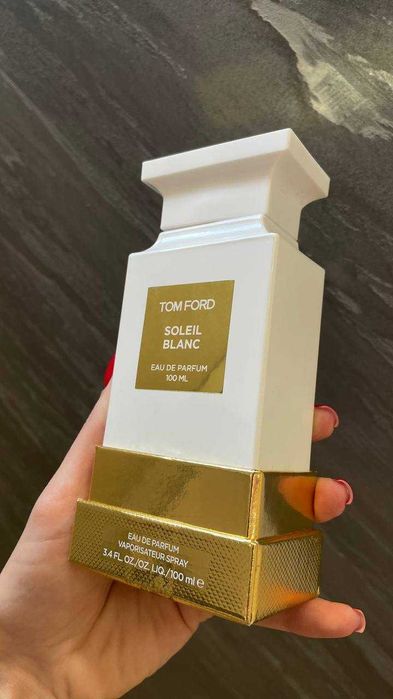 TOM FORD
SOLEIL
BLANC
EAU DE PARFUM
100 ML
EAU DE PARFUM
VAPORISATEUR SPRAY
3.4 FL. OZ./OZ. LIQ./100 ml ℮